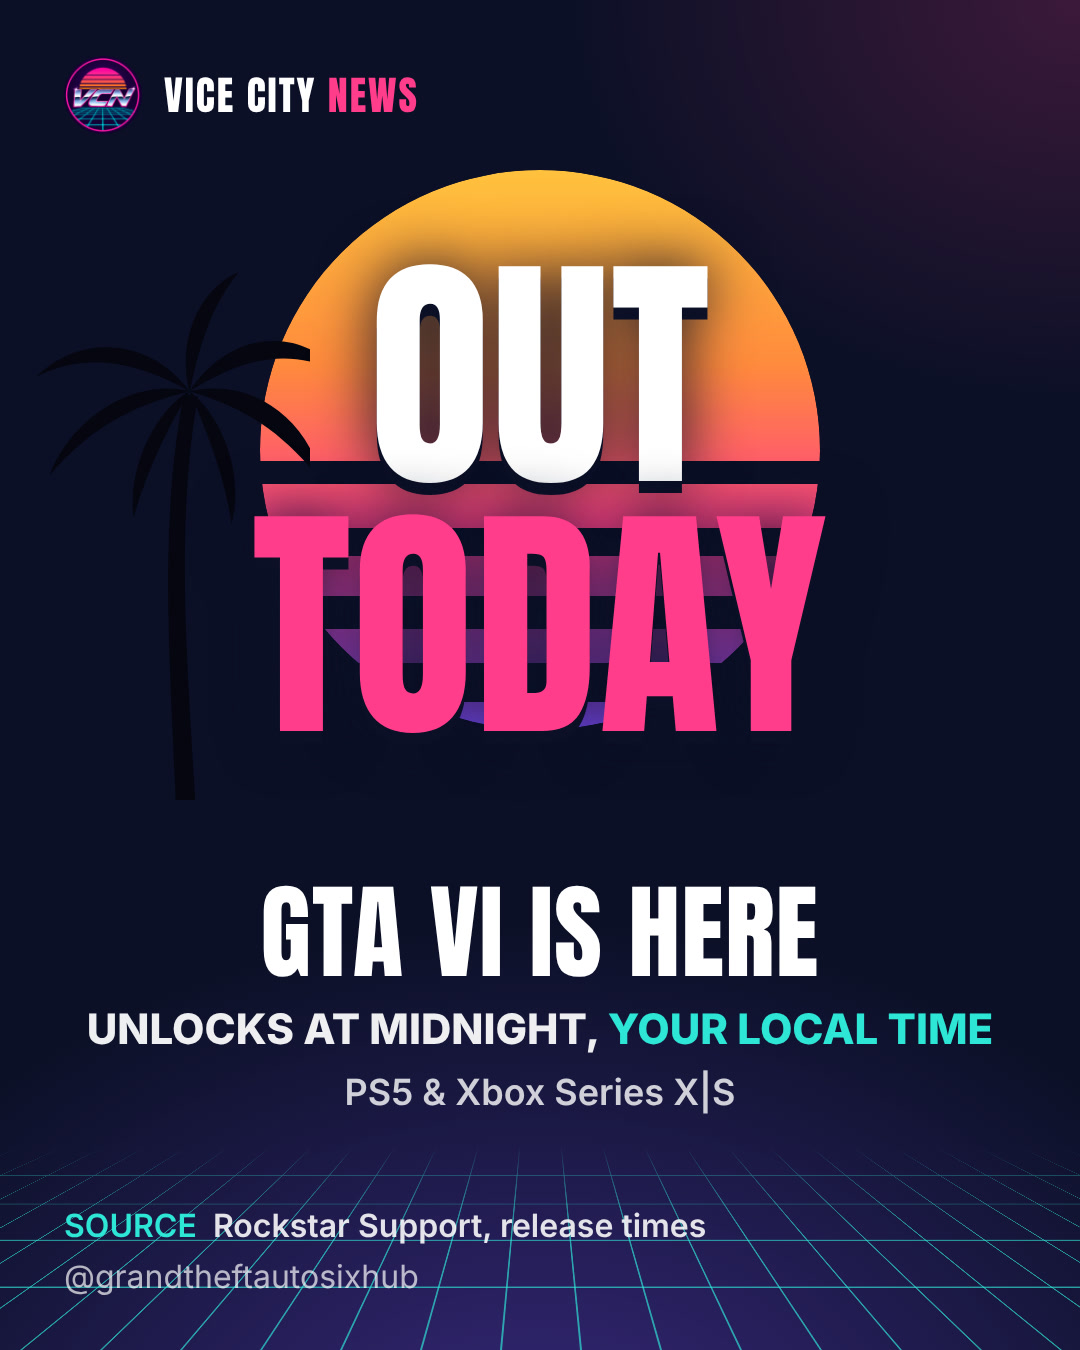 VCN
VICE CITY NEWS
OUT
TODAY
GTA VI IS HERE
UNLOCKS AT MIDNIGHT, YOUR LOCAL TIME
PS5 & Xbox Series X|S
SOURCE Rockstar Support, release times
@grandtheftautosixhub